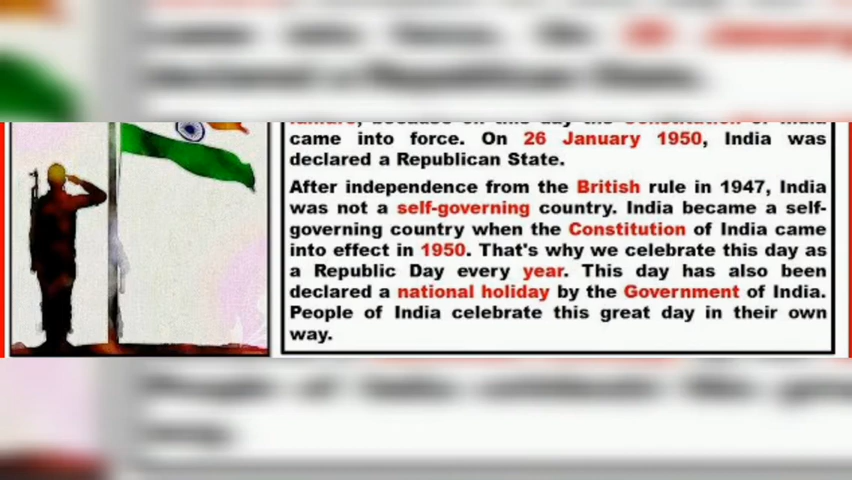 came into force. On 26 January 1950, India was
declared a Republican State.
After independence from the British rule in 1947, India
was not a self-governing country. India became a self-
governing country when the Constitution of India came
into effect in 1950. That's why we celebrate this day as
a Republic Day every year. This day has also been
declared a national holiday by the Government of India.
People of India celebrate this great day in their own
way.